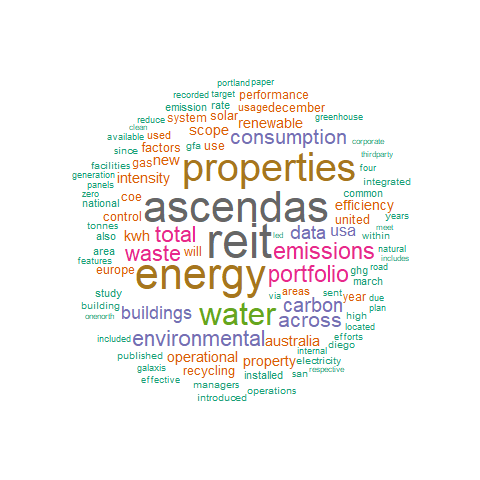 portland paper
recorded target performance
emission rate usage december
reduce system solar renewable greenhouse
clean
available used scope consumption corporate
since factors gfa use
thirdparty
facilities gas new properties four
generation intensity integrated
panels
zero coe ascendas common
national efficiency
tonnes control united years
also kwh total reit led data usa meet
within
area waste will emissions natural
features includes
europe energy portfolio ghg road
march
study via areas sent carbon year due
building buildings water across high plan
onenorth located
included environmental australia efforts
diego
published operational property internal
galaxis recycling installed electricity
effective managers san respective
introduced operations